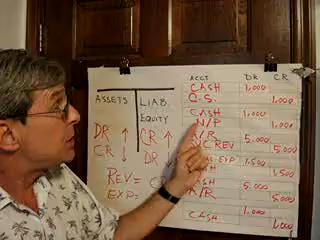 ACCT DR CR
CASH 1,000
O.S. 1,000
CASH 1,000
N/P 1,000
A/R 5,000
REV 5,000
EXP 1,500
CASH 1,500
CASH 5,000
A/R 5,000
CASH 1,000
ASSETS LIAB.
EQUITY
DR ↑ CR ↑
CR ↓ DR ↓
REV=
EXP=